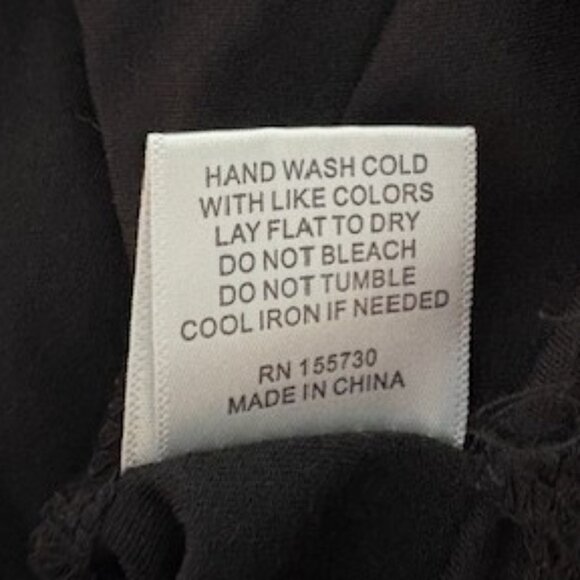 HAND WASH COLD
WITH LIKE COLORS
LAY FLAT TO DRY
DO NOT BLEACH
DO NOT TUMBLE
COOL IRON IF NEEDED
RN 155730
MADE IN CHINA